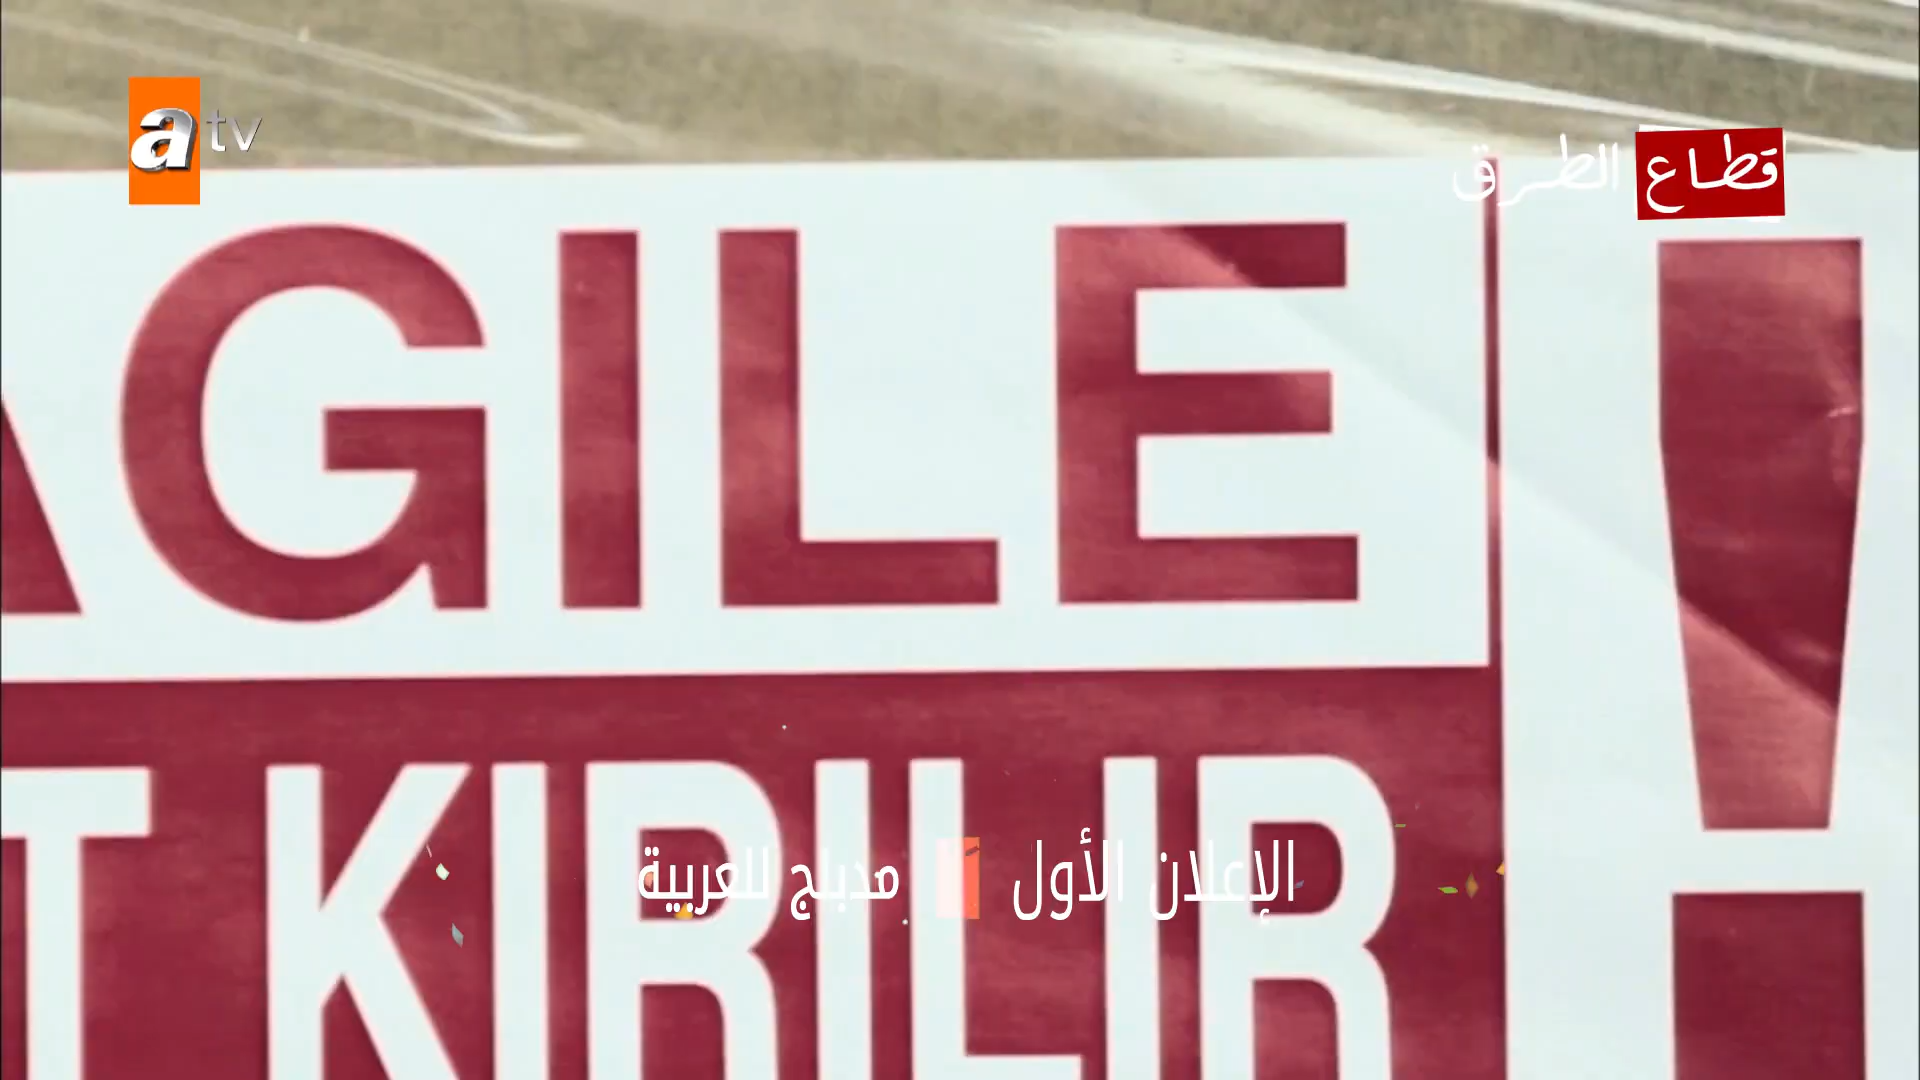 atv
قطاع الطرق
AGILE
!
T KIRILIR
الإعلان الأول
مدبلج للعربية